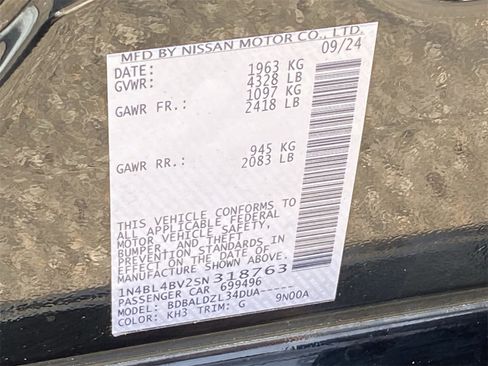 MFD BY NISSAN MOTOR CO., LTD.
DATE: 09/24
GVWR: 1963 KG
4328 LB
GAWR FR.: 1097 KG
2418 LB
GAWR RR.: 945 KG
2083 LB
THIS VEHICLE CONFORMS TO
ALL APPLICABLE FEDERAL
MOTOR VEHICLE SAFETY,
BUMPER, AND THEFT
PREVENTION STANDARDS IN
EFFECT ON THE DATE OF
MANUFACTURE SHOWN ABOVE.
1N4BL4BV2SN318763
PASSENGER CAR 699496
MODEL: BDBALDZL34DUA-----
COLOR: KH3 TRIM: G 9N00A